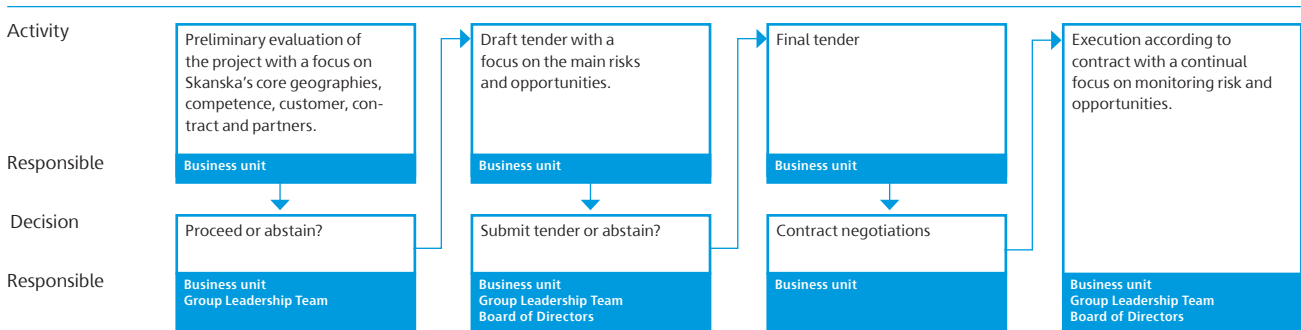 Activity
Preliminary evaluation of
the project with a focus on
Skanska's core geographies,
competence, customer, con-
tract and partners.
Draft tender with a
focus on the main risks
and opportunities.
Final tender
Execution according to
contract with a continual
focus on monitoring risk and
opportunities.
Responsible
Business unit
Business unit
Business unit
Decision
Proceed or abstain?
Submit tender or abstain?
Contract negotiations
Responsible
Business unit
Group Leadership Team
Business unit
Group Leadership Team
Board of Directors
Business unit
Business unit
Group Leadership Team
Board of Directors